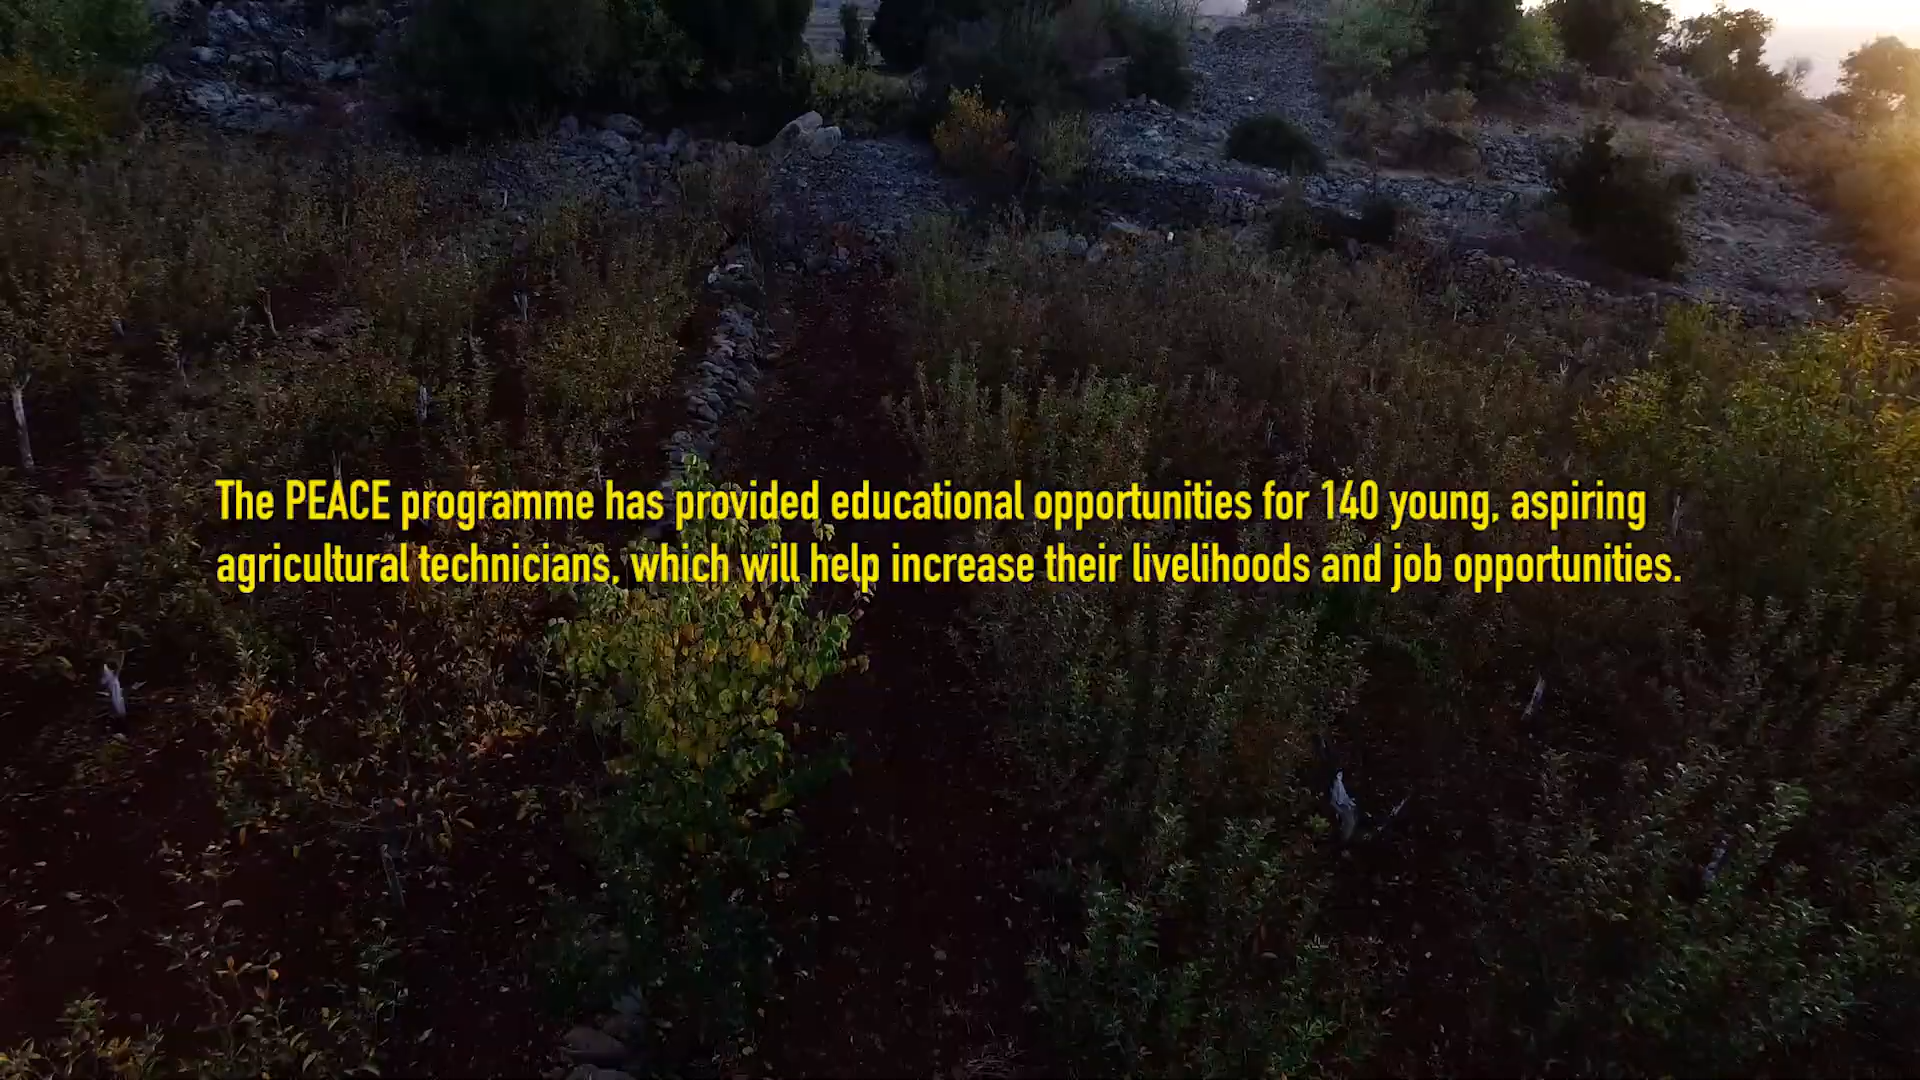 The PEACE programme has provided educational opportunities for 140 young, aspiring
agricultural technicians, which will help increase their livelihoods and job opportunities.